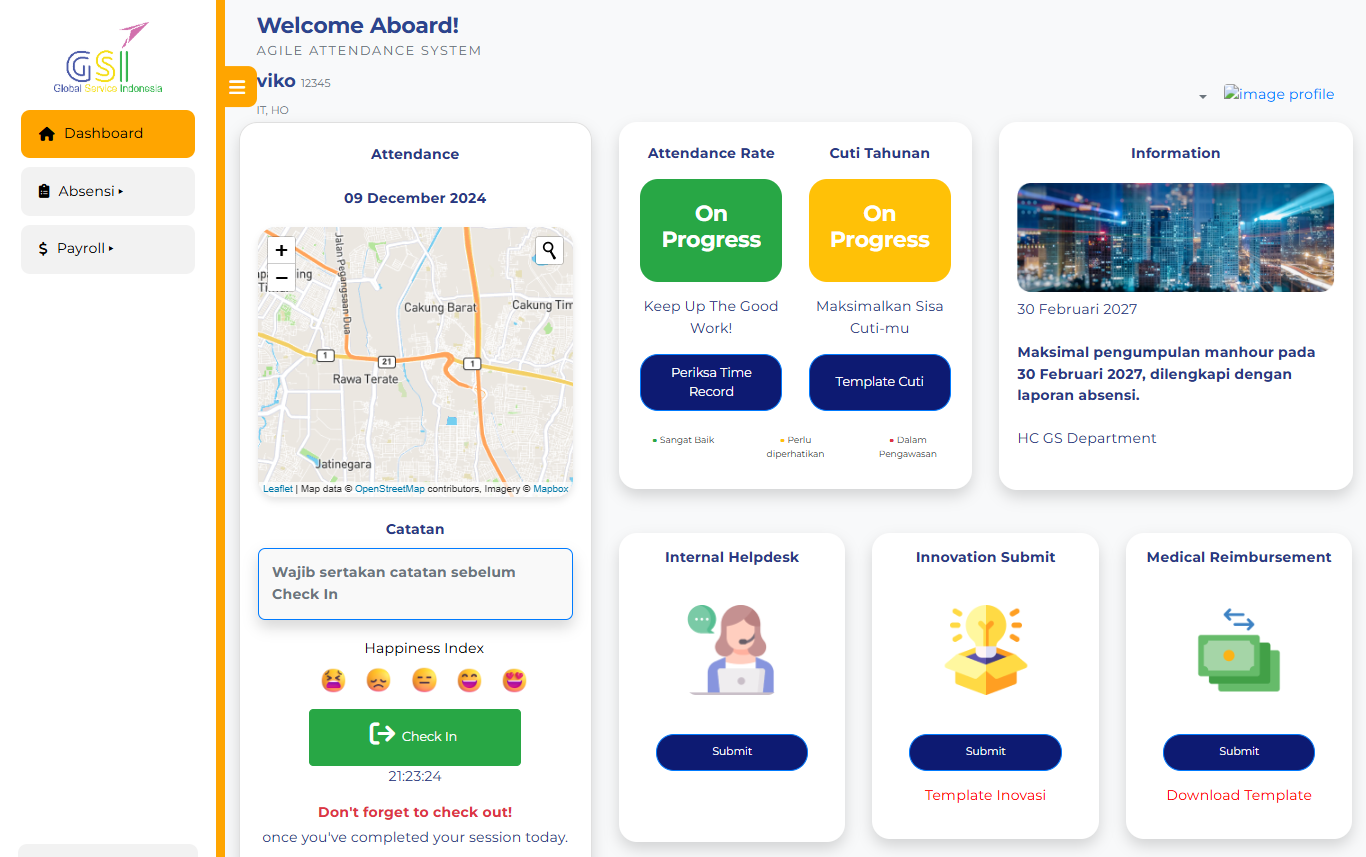 GSI
Global Service Indonesia
Dashboard
Absensi
Payroll
Welcome Aboard!
AGILE ATTENDANCE SYSTEM
viko 12345
IT, HO
image profile
Attendance
09 December 2024
+
−
Jalan Pegangsaan Dua
Cakung Barat
Cakung Tim
1
21
1
Rawa Terate
Jatinegara
Leaflet | Map data © OpenStreetMap contributors, Imagery © Mapbox
Catatan
Wajib sertakan catatan sebelum
Check In
Happiness Index
Check In
21:23:24
Don't forget to check out!
once you've completed your session today.
Attendance Rate
On
Progress
Keep Up The Good
Work!
Periksa Time
Record
Cuti Tahunan
On
Progress
Maksimalkan Sisa
Cuti-mu
Template Cuti
Sangat Baik
Perlu
diperhatikan
Dalam
Pengawasan
Information
30 Februari 2027
Maksimal pengumpulan manhour pada
30 Februari 2027, dilengkapi dengan
laporan absensi.
HC GS Department
Internal Helpdesk
Submit
Innovation Submit
Submit
Template Inovasi
Medical Reimbursement
Submit
Download Template